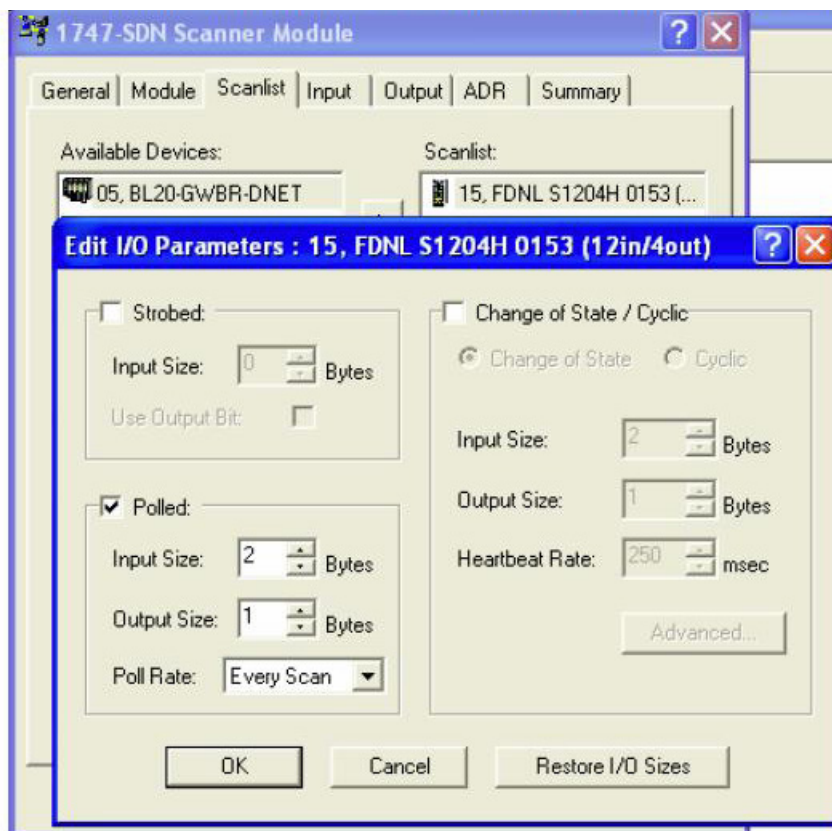 1747-SDN Scanner Module
General Module Scanlist Input Output ADR Summary
Available Devices: Scanlist:
05, BL20-GWBR-DNET 15, FDNL S1204H 0153 (...
Edit I/O Parameters : 15, FDNL S1204H 0153 (12in/4out)
Strobed:
Input Size: 0 Bytes
Use Output Bit:
Polled:
Input Size: 2 Bytes
Output Size: 1 Bytes
Poll Rate: Every Scan
Change of State / Cyclic
Change of State Cyclic
Input Size: 2 Bytes
Output Size: 1 Bytes
Heartbeat Rate: 250 msec
Advanced...
OK Cancel Restore I/O Sizes